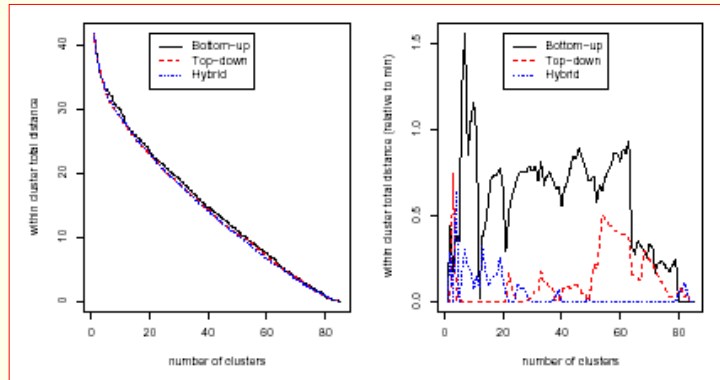 within cluster total distance
40
30
20
10
0
Bottom-up
Top-down
Hybrid
0
20
40
60
80
number of clusters
within cluster total distance (relative to min)
1.5
1.0
0.5
0.0
Bottom-up
Top-down
Hybrid
0
20
40
60
80
number of clusters